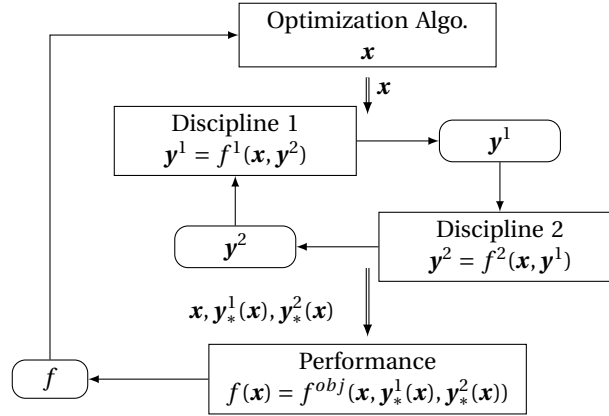 Optimization Algo.
𝒙
𝒙
Discipline 1
𝒚¹ = f¹(𝒙, 𝒚²)
𝒚¹
𝒚²
Discipline 2
𝒚² = f²(𝒙, 𝒚¹)
𝒙, 𝒚¹∗(𝒙), 𝒚²∗(𝒙)
Performance
f(𝒙) = f^{obj}(𝒙, 𝒚¹∗(𝒙), 𝒚²∗(𝒙))
f